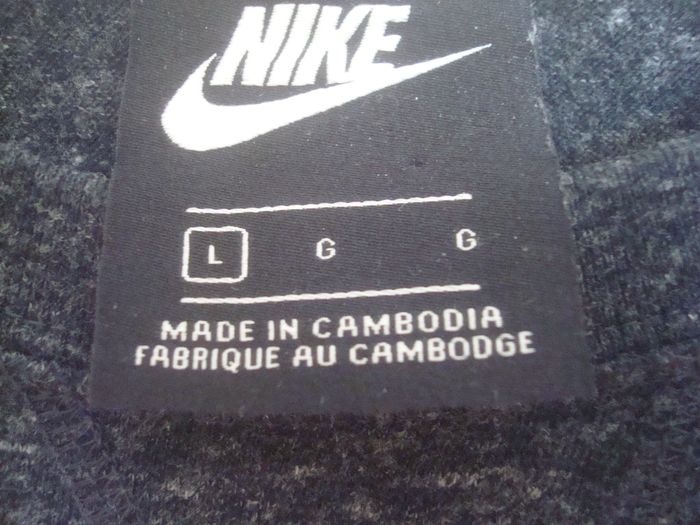 NIKE
L G G
MADE IN CAMBODIA
FABRIQUE AU CAMBODGE